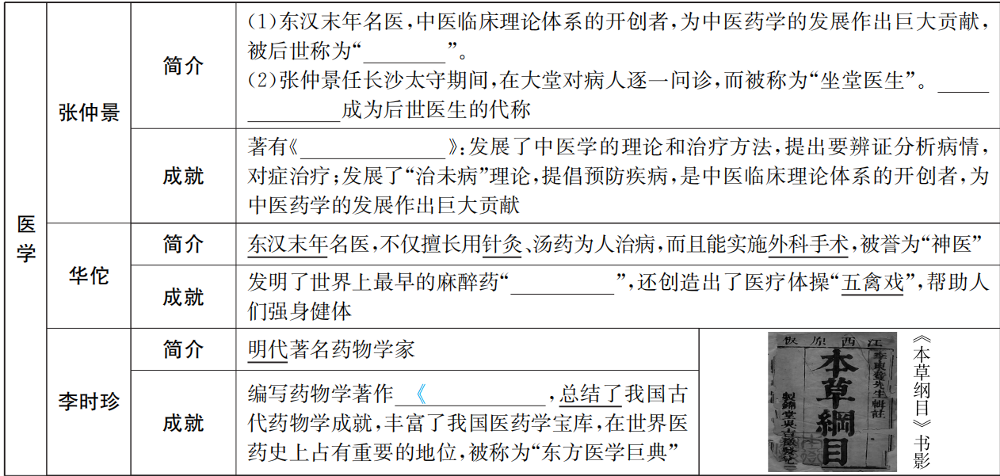 医学
张仲景
简介
(1)东汉末年名医,中医临床理论体系的开创者,为中医药学的发展作出巨大贡献,
被后世称为“________”。
(2)张仲景任长沙太守期间,在大堂对病人逐一问诊,而被称为“坐堂医生”。_____
_________成为后世医生的代称
成就
著有《______________》:发展了中医学的理论和治疗方法,提出要辨证分析病情,
对症治疗;发展了“治未病”理论,提倡预防疾病,是中医临床理论体系的开创者,为
中医药学的发展作出巨大贡献
华佗
简介
东汉末年名医,不仅擅长用针灸、汤药为人治病,而且能实施外科手术,被誉为“神医”
成就
发明了世界上最早的麻醉药“__________”,还创造出了医疗体操“五禽戏”,帮助人
们强身健体
李时珍
简介
明代著名药物学家
成就
编写药物学著作 《____________ ,总结了我国古
代药物学成就,丰富了我国医药学宝库,在世界医
药史上占有重要的地位,被称为“东方医学巨典”
江西原板
李東璧先生輯註
本草綱目
《本草纲目》书影